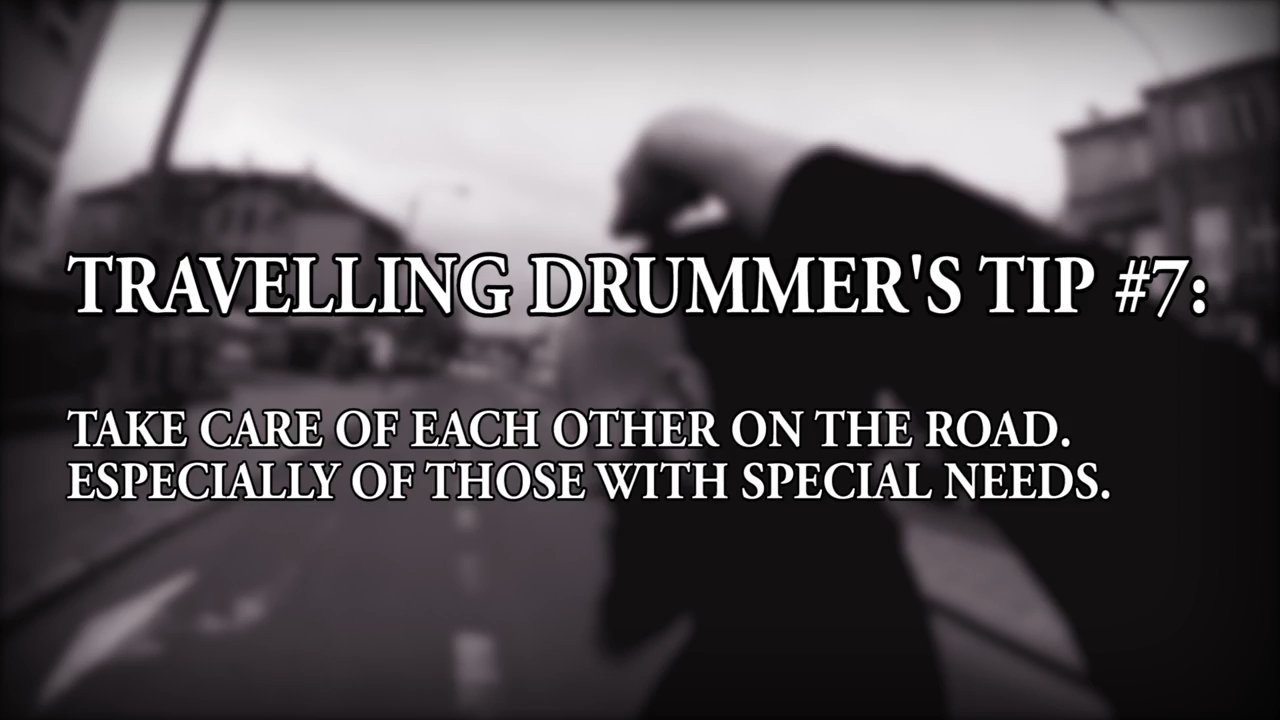 TRAVELLING DRUMMER'S TIP #7:
TAKE CARE OF EACH OTHER ON THE ROAD.
ESPECIALLY OF THOSE WITH SPECIAL NEEDS.